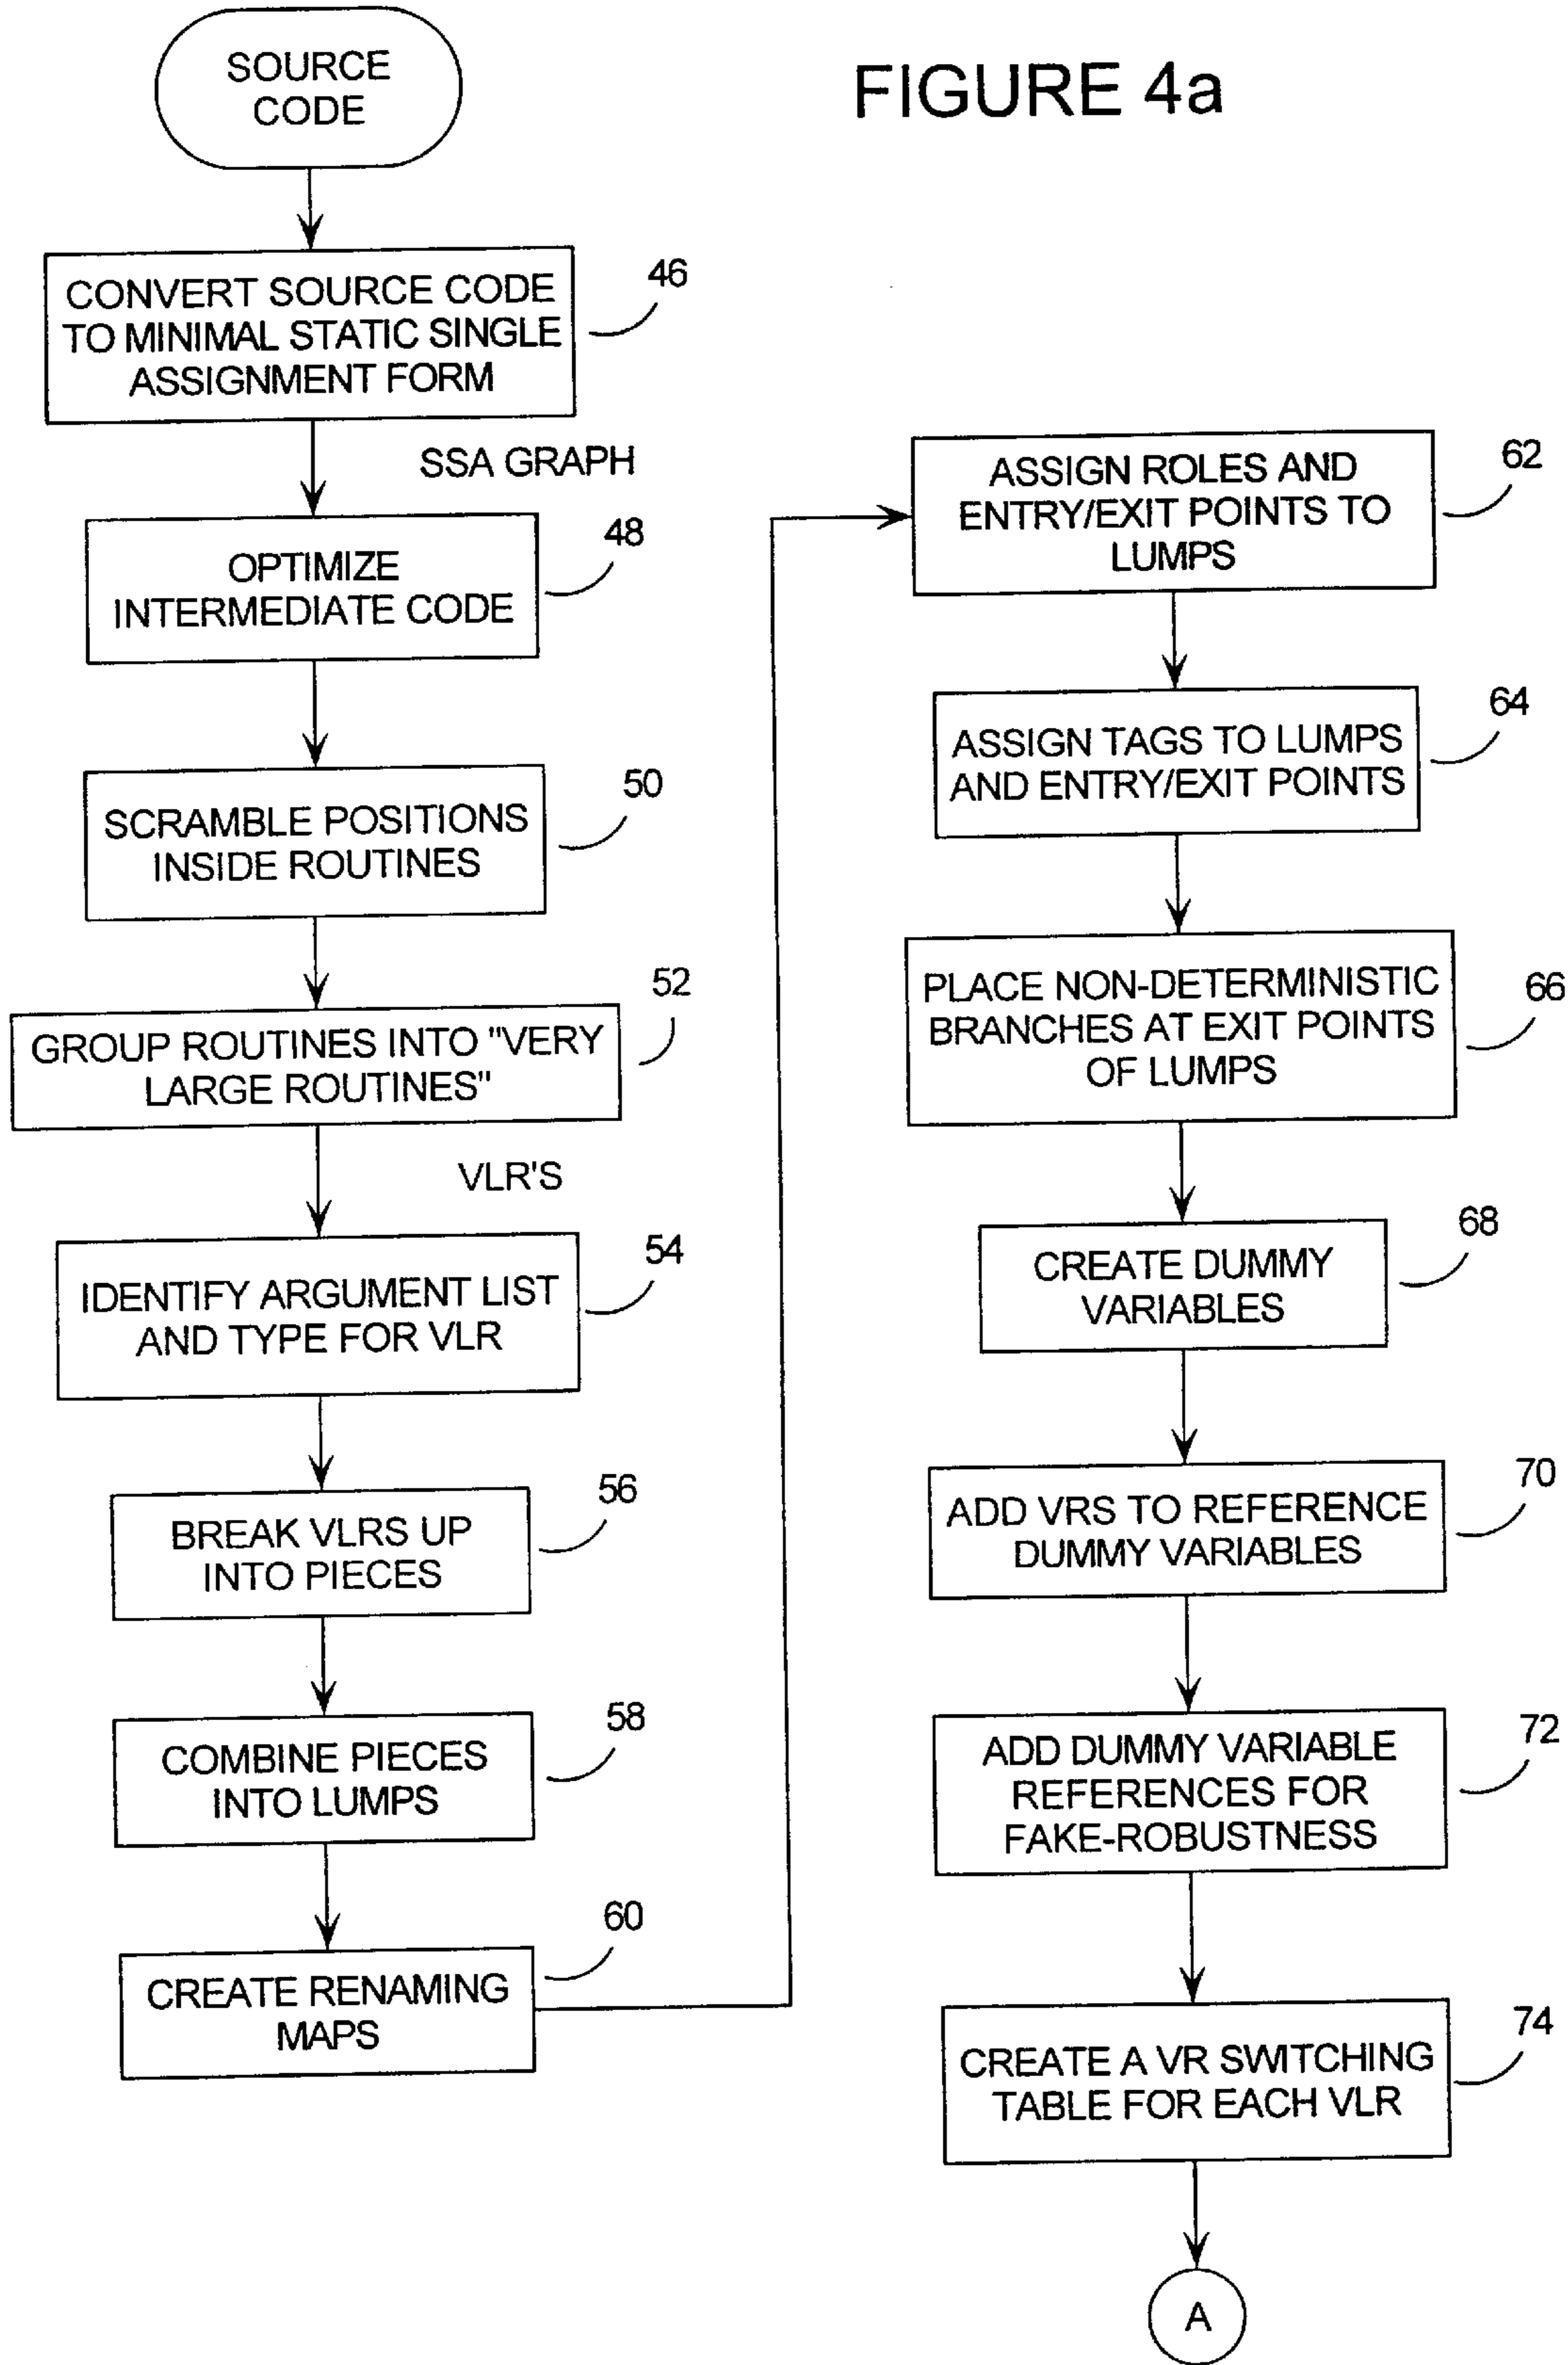 FIGURE 4a
SOURCE
CODE
CONVERT SOURCE CODE
TO MINIMAL STATIC SINGLE
ASSIGNMENT FORM
46
SSA GRAPH
OPTIMIZE
INTERMEDIATE CODE
48
SCRAMBLE POSITIONS
INSIDE ROUTINES
50
GROUP ROUTINES INTO "VERY
LARGE ROUTINES"
52
VLR'S
IDENTIFY ARGUMENT LIST
AND TYPE FOR VLR
54
BREAK VLRS UP
INTO PIECES
56
COMBINE PIECES
INTO LUMPS
58
CREATE RENAMING
MAPS
60
ASSIGN ROLES AND
ENTRY/EXIT POINTS TO
LUMPS
62
ASSIGN TAGS TO LUMPS
AND ENTRY/EXIT POINTS
64
PLACE NON-DETERMINISTIC
BRANCHES AT EXIT POINTS
OF LUMPS
66
CREATE DUMMY
VARIABLES
68
ADD VRS TO REFERENCE
DUMMY VARIABLES
70
ADD DUMMY VARIABLE
REFERENCES FOR
FAKE-ROBUSTNESS
72
CREATE A VR SWITCHING
TABLE FOR EACH VLR
74
A